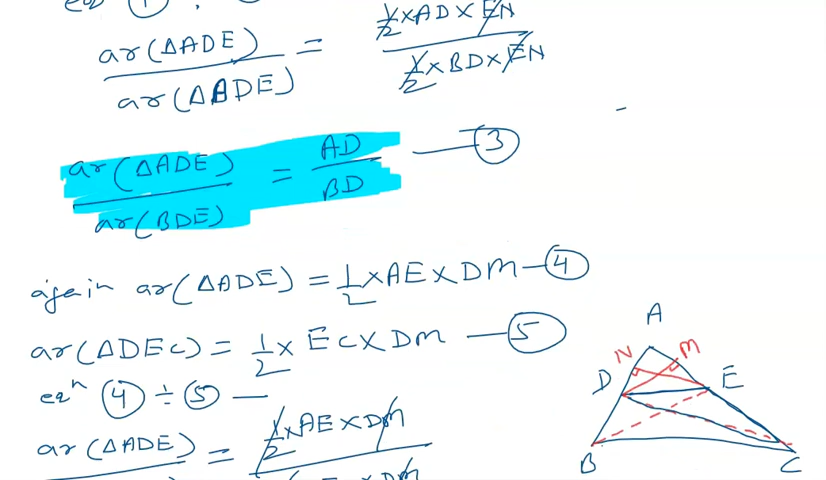 eqⁿ ①
ar(ΔADE) / ar(ΔBDE) = ½ × AD × EN / ½ × BD × EN
ar(ΔADE) / ar(BDE) = AD / BD — ③
again ar(ΔADE) = ½ × AE × DM — ④
ar(ΔDEC) = ½ × EC × DM — ⑤
eqⁿ ④ ÷ ⑤ —
ar(ΔADE) = ½ × AE × DM
A
N M
D E
B C